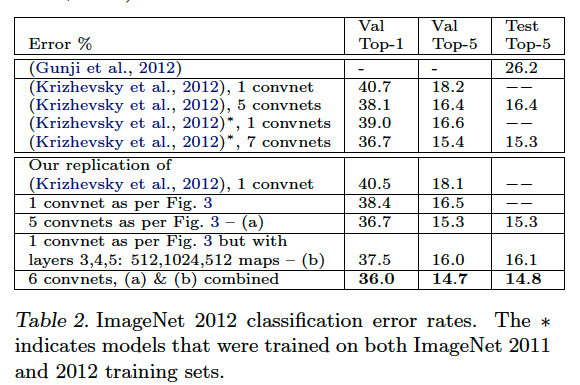 Error % Val Top-1 Val Top-5 Test Top-5
(Gunji et al., 2012) - - 26.2
(Krizhevsky et al., 2012), 1 convnet 40.7 18.2 −−
(Krizhevsky et al., 2012), 5 convnets 38.1 16.4 16.4
(Krizhevsky et al., 2012)*, 1 convnets 39.0 16.6 −−
(Krizhevsky et al., 2012)*, 7 convnets 36.7 15.4 15.3
Our replication of
(Krizhevsky et al., 2012), 1 convnet 40.5 18.1 −−
1 convnet as per Fig. 3 38.4 16.5 −−
5 convnets as per Fig. 3 – (a) 36.7 15.3 15.3
1 convnet as per Fig. 3 but with
layers 3,4,5: 512,1024,512 maps – (b) 37.5 16.0 16.1
6 convnets, (a) & (b) combined 36.0 14.7 14.8
Table 2. ImageNet 2012 classification error rates. The *
indicates models that were trained on both ImageNet 2011
and 2012 training sets.